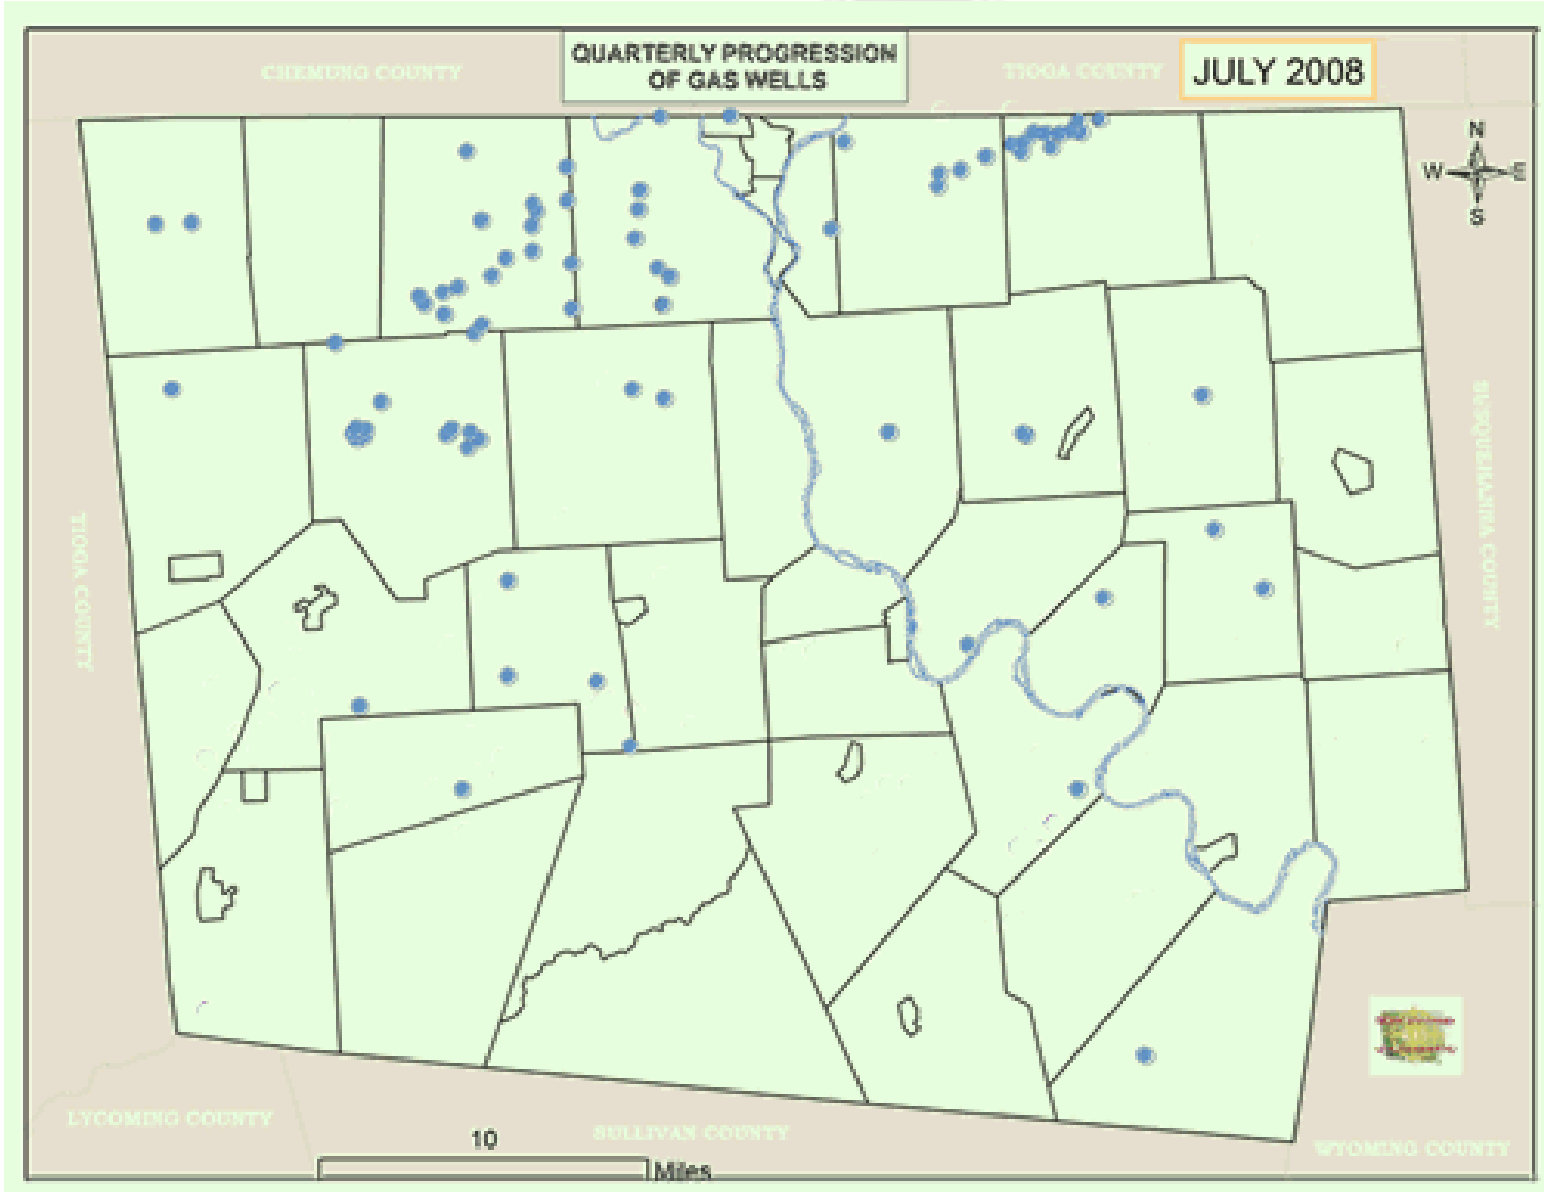 QUARTERLY PROGRESSION
OF GAS WELLS
CHEMUNG COUNTY
TIOGA COUNTY
JULY 2008
N
W
E
S
SUSQUEHANNA COUNTY
TIOGA COUNTY
LYCOMING COUNTY
10
SULLIVAN COUNTY
WYOMING COUNTY
Miles